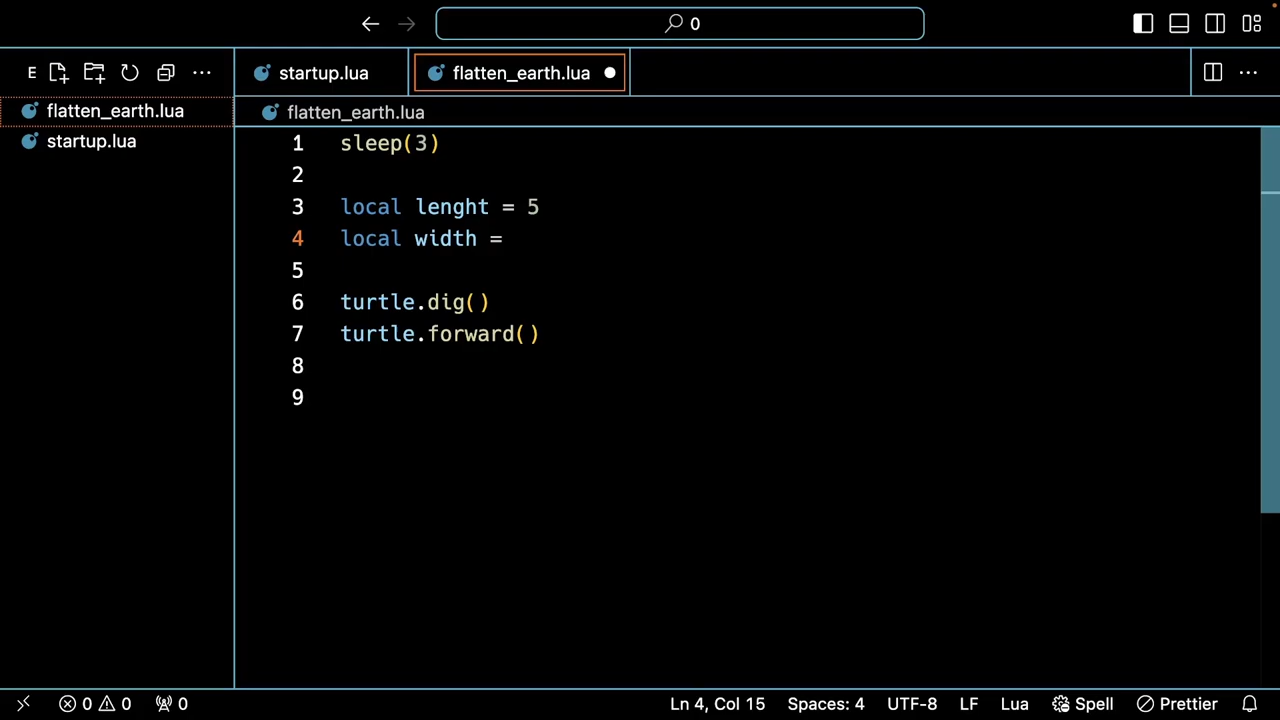 0
E
startup.lua
flatten_earth.lua
flatten_earth.lua
startup.lua
flatten_earth.lua
1 sleep(3)
2
3 local lenght = 5
4 local width =
5
6 turtle.dig()
7 turtle.forward()
8
9
0 0 0 Ln 4, Col 15 Spaces: 4 UTF-8 LF Lua Spell Prettier